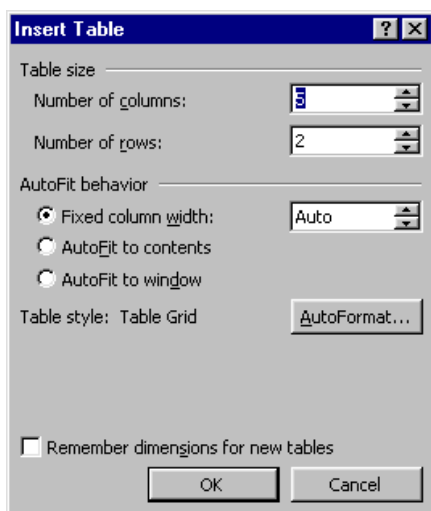 Insert Table
Table size
Number of columns: 5
Number of rows: 2
AutoFit behavior
Fixed column width: Auto
AutoFit to contents
AutoFit to window
Table style: Table Grid AutoFormat...
Remember dimensions for new tables
OK Cancel